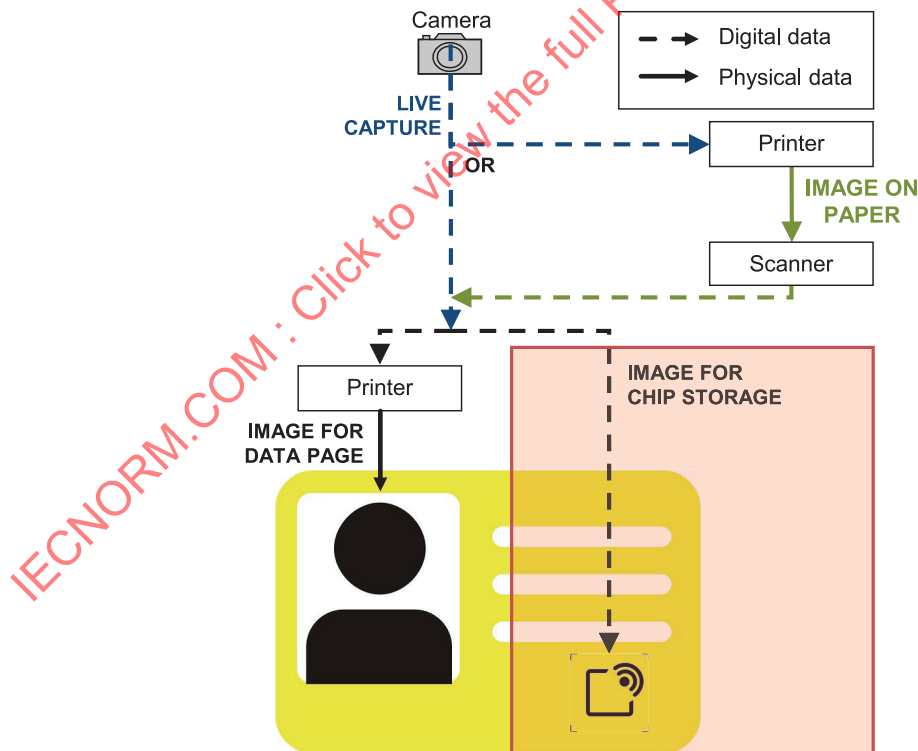 Camera
Digital data
Physical data
LIVE
CAPTURE
OR
Printer
IMAGE ON
PAPER
Scanner
Printer
IMAGE FOR
CHIP STORAGE
IMAGE FOR
DATA PAGE
IECNORM.COM : Click to view the full